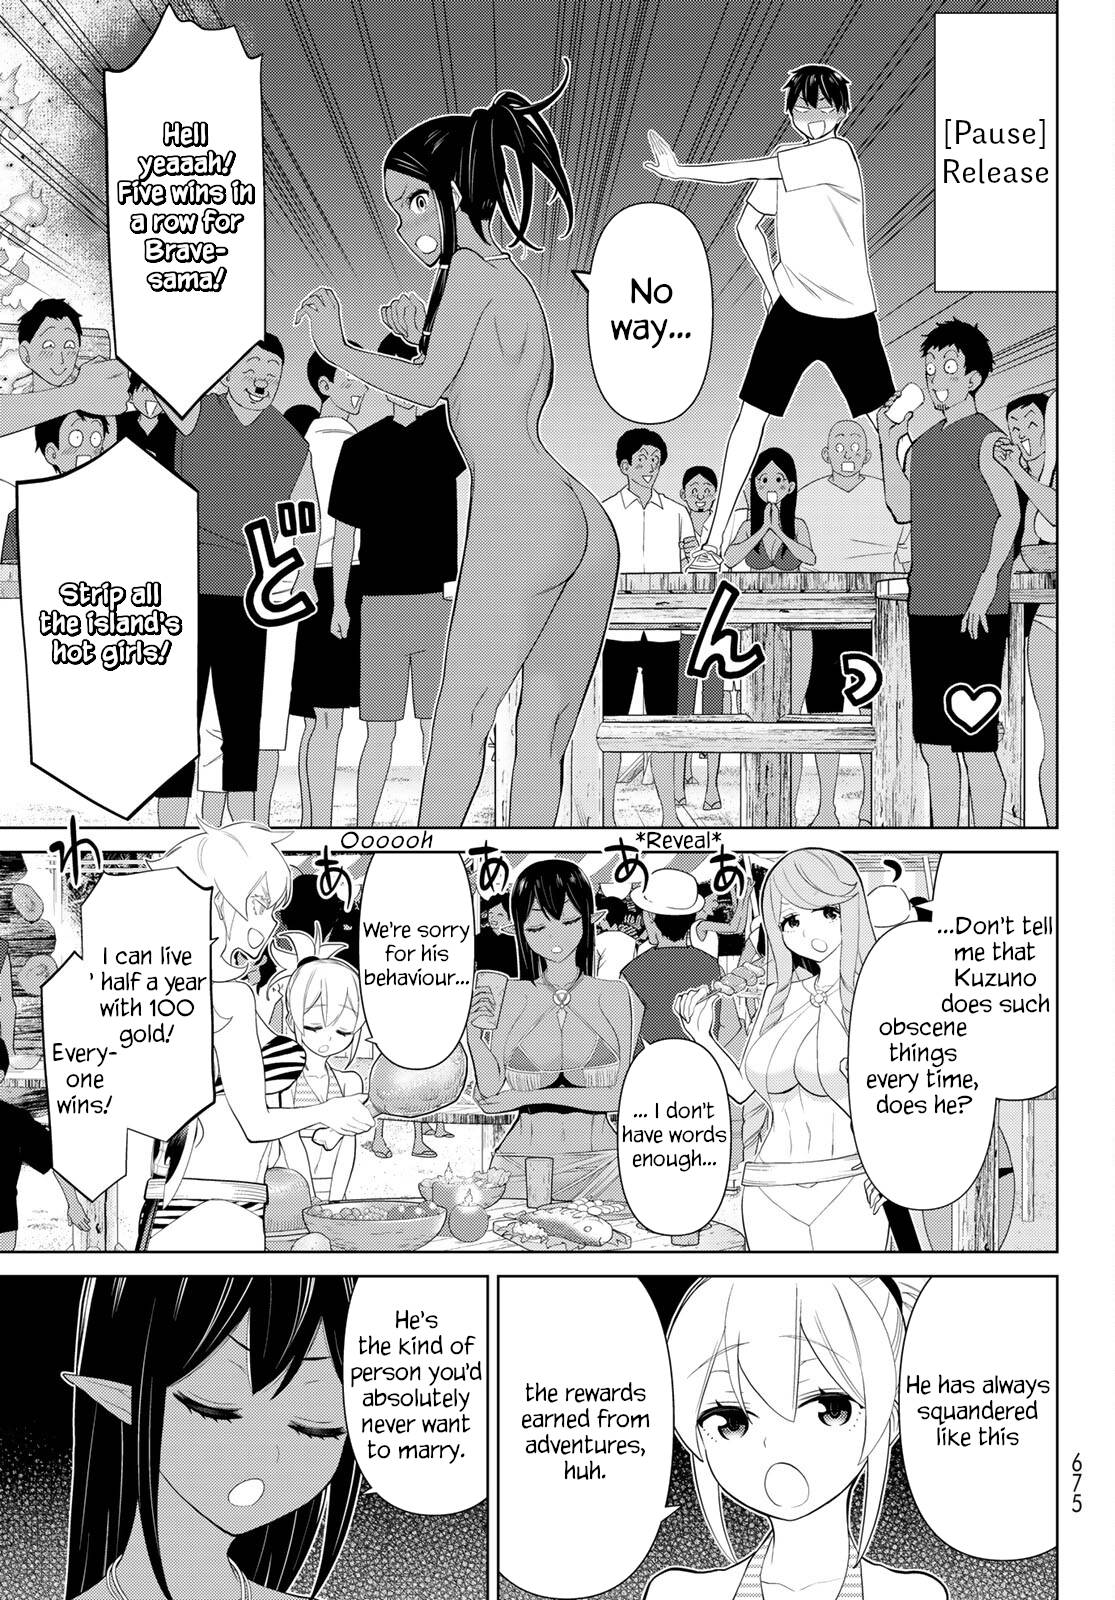 [Pause]
Release
No
way...
Hell
yeaaah!
Five wins in
a row for
Brave-
sama!
Strip all
the island's
hot girls!
どど
ん
っ
♡
*Reveal*
Oooooh
わ
ああああ
...Don't tell
me that
Kuzuno
does such
obscene
things
every time,
does he?
... I don't
have words
enough...
We're sorry
for his
behaviour...
I can live
half a year
with 100
gold!
Every-
one
wins!
He has always
squandered
like this
the rewards
earned from
adventures,
huh.
He's
the kind of
person you'd
absolutely
never want
to marry.
675